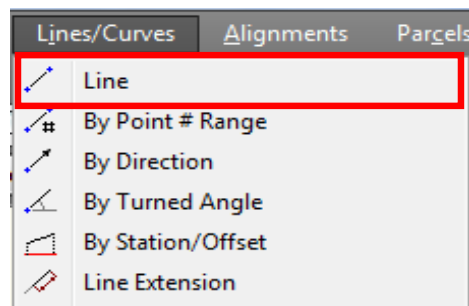 Lines/Curves Alignments Parcels
Line
By Point # Range
By Direction
By Turned Angle
By Station/Offset
Line Extension